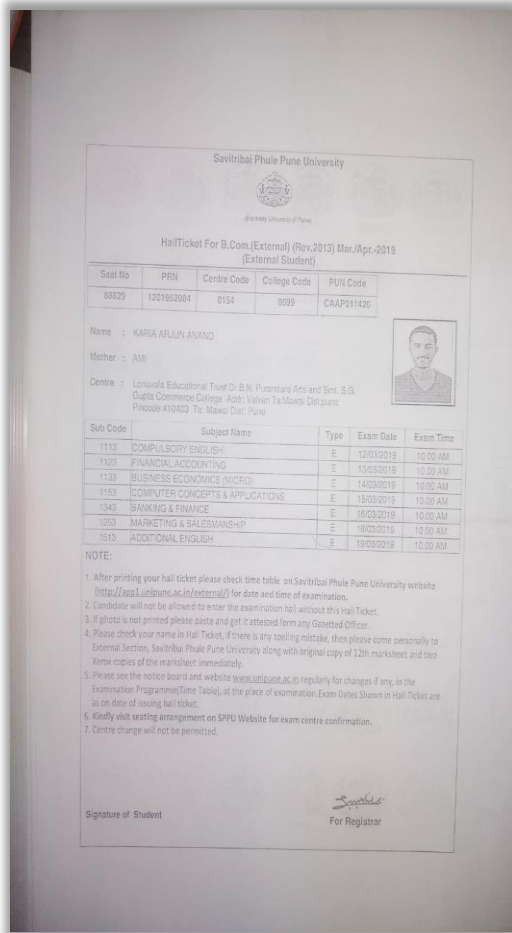 Savitribai Phule Pune University
(Formerly University of Pune)
HallTicket For B.Com.(External) (Rev.2013) Mar./Apr.-2019
(External Student)
Seat No PRN Centre Code College Code PUN Code
68829 1201952004 0154 0999 CAAP011420
Name : KARIA ARJUN ANAND
Mother : AMI
Centre : Lonavala Educational Trust Dr.B.N. Purandare Arts and Smt. S.G.
Gupta Commerce College Addr: Valvan Ta:Mawal Dist:pune
Pincode:410403 Ta: Mawal Dist: Pune
Sub Code Subject Name Type Exam Date Exam Time
1113 COMPULSORY ENGLISH E 12/03/2019 10:00 AM
1123 FINANCIAL ACCOUNTING E 13/03/2019 10:00 AM
1133 BUSINESS ECONOMICS (MICRO) E 14/03/2019 10:00 AM
1153 COMPUTER CONCEPTS & APPLICATIONS E 15/03/2019 10:00 AM
1343 BANKING & FINANCE E 16/03/2019 10:00 AM
1253 MARKETING & SALESMANSHIP E 18/03/2019 10:00 AM
1513 ADDITIONAL ENGLISH E 19/03/2019 10:00 AM
NOTE:
1. After printing your hall ticket please check time table on Savitribai Phule Pune University website
(http://app1.unipune.ac.in/external/) for date and time of examination.
2. Candidate will not be allowed to enter the examination hall without this Hall Ticket.
3. If photo is not printed please paste and get it attested form any Gazetted Officer.
4. Please check your name in Hall Ticket, if there is any spelling mistake, then please come personally to
External Section, Savitribai Phule Pune University along with original copy of 12th marksheet and two
Xerox copies of the marksheet immediately.
5. Please see the notice board and website www.unipune.ac.in regularly for changes if any, in the
Examination Programme(Time Table), at the place of examination Exam Dates Shown in Hall Ticket are
as on date of issuing hall ticket.
6. Kindly visit seating arrangement on SPPU Website for exam centre confirmation.
7. Centre change will not be permitted.
Signature of Student
For Registrar